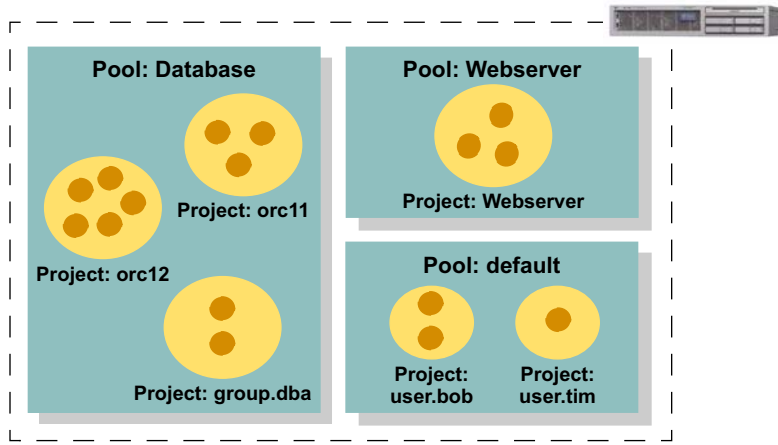 Pool: Database
Project: orc11
Project: orc12
Project: group.dba
Pool: Webserver
Project: Webserver
Pool: default
Project:
user.bob
Project:
user.tim